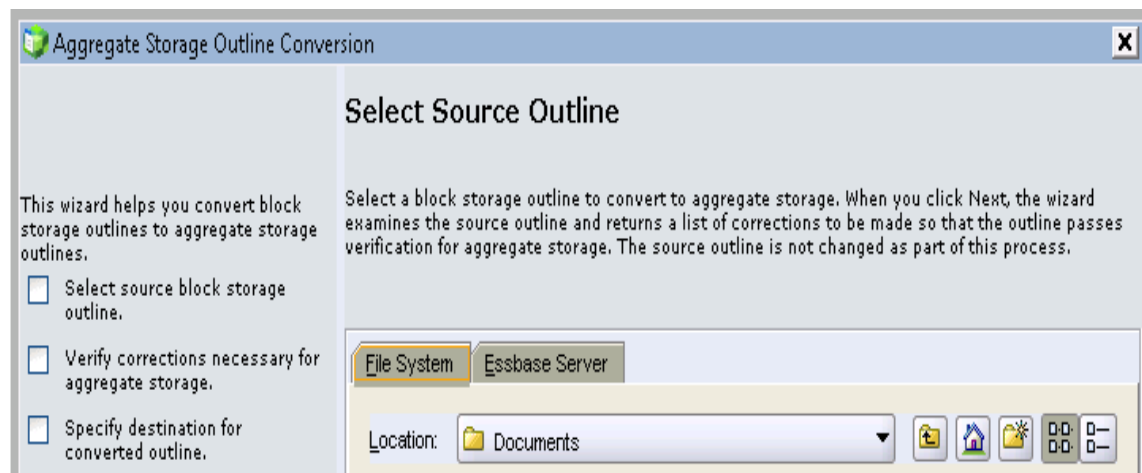 Aggregate Storage Outline Conversion
Select Source Outline
This wizard helps you convert block
storage outlines to aggregate storage
outlines.
Select source block storage
outline.
Verify corrections necessary for
aggregate storage.
Specify destination for
converted outline.
Select a block storage outline to convert to aggregate storage. When you click Next, the wizard
examines the source outline and returns a list of corrections to be made so that the outline passes
verification for aggregate storage. The source outline is not changed as part of this process.
File System
Essbase Server
Location:
Documents